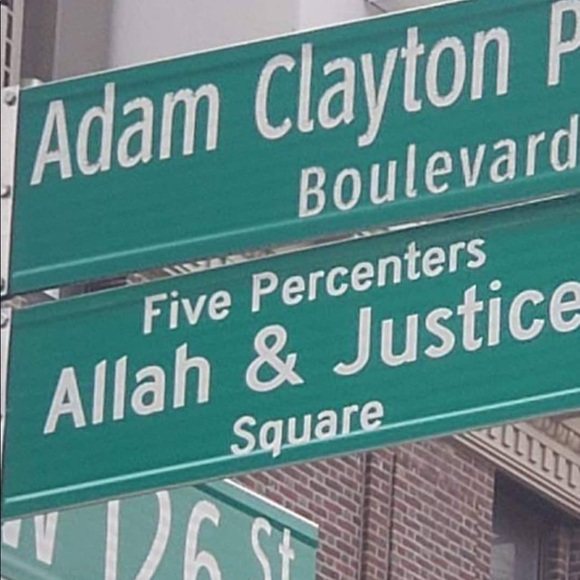 Adam Clayton P
Boulevard
Five Percenters
Allah & Justice
Square
W 126 St